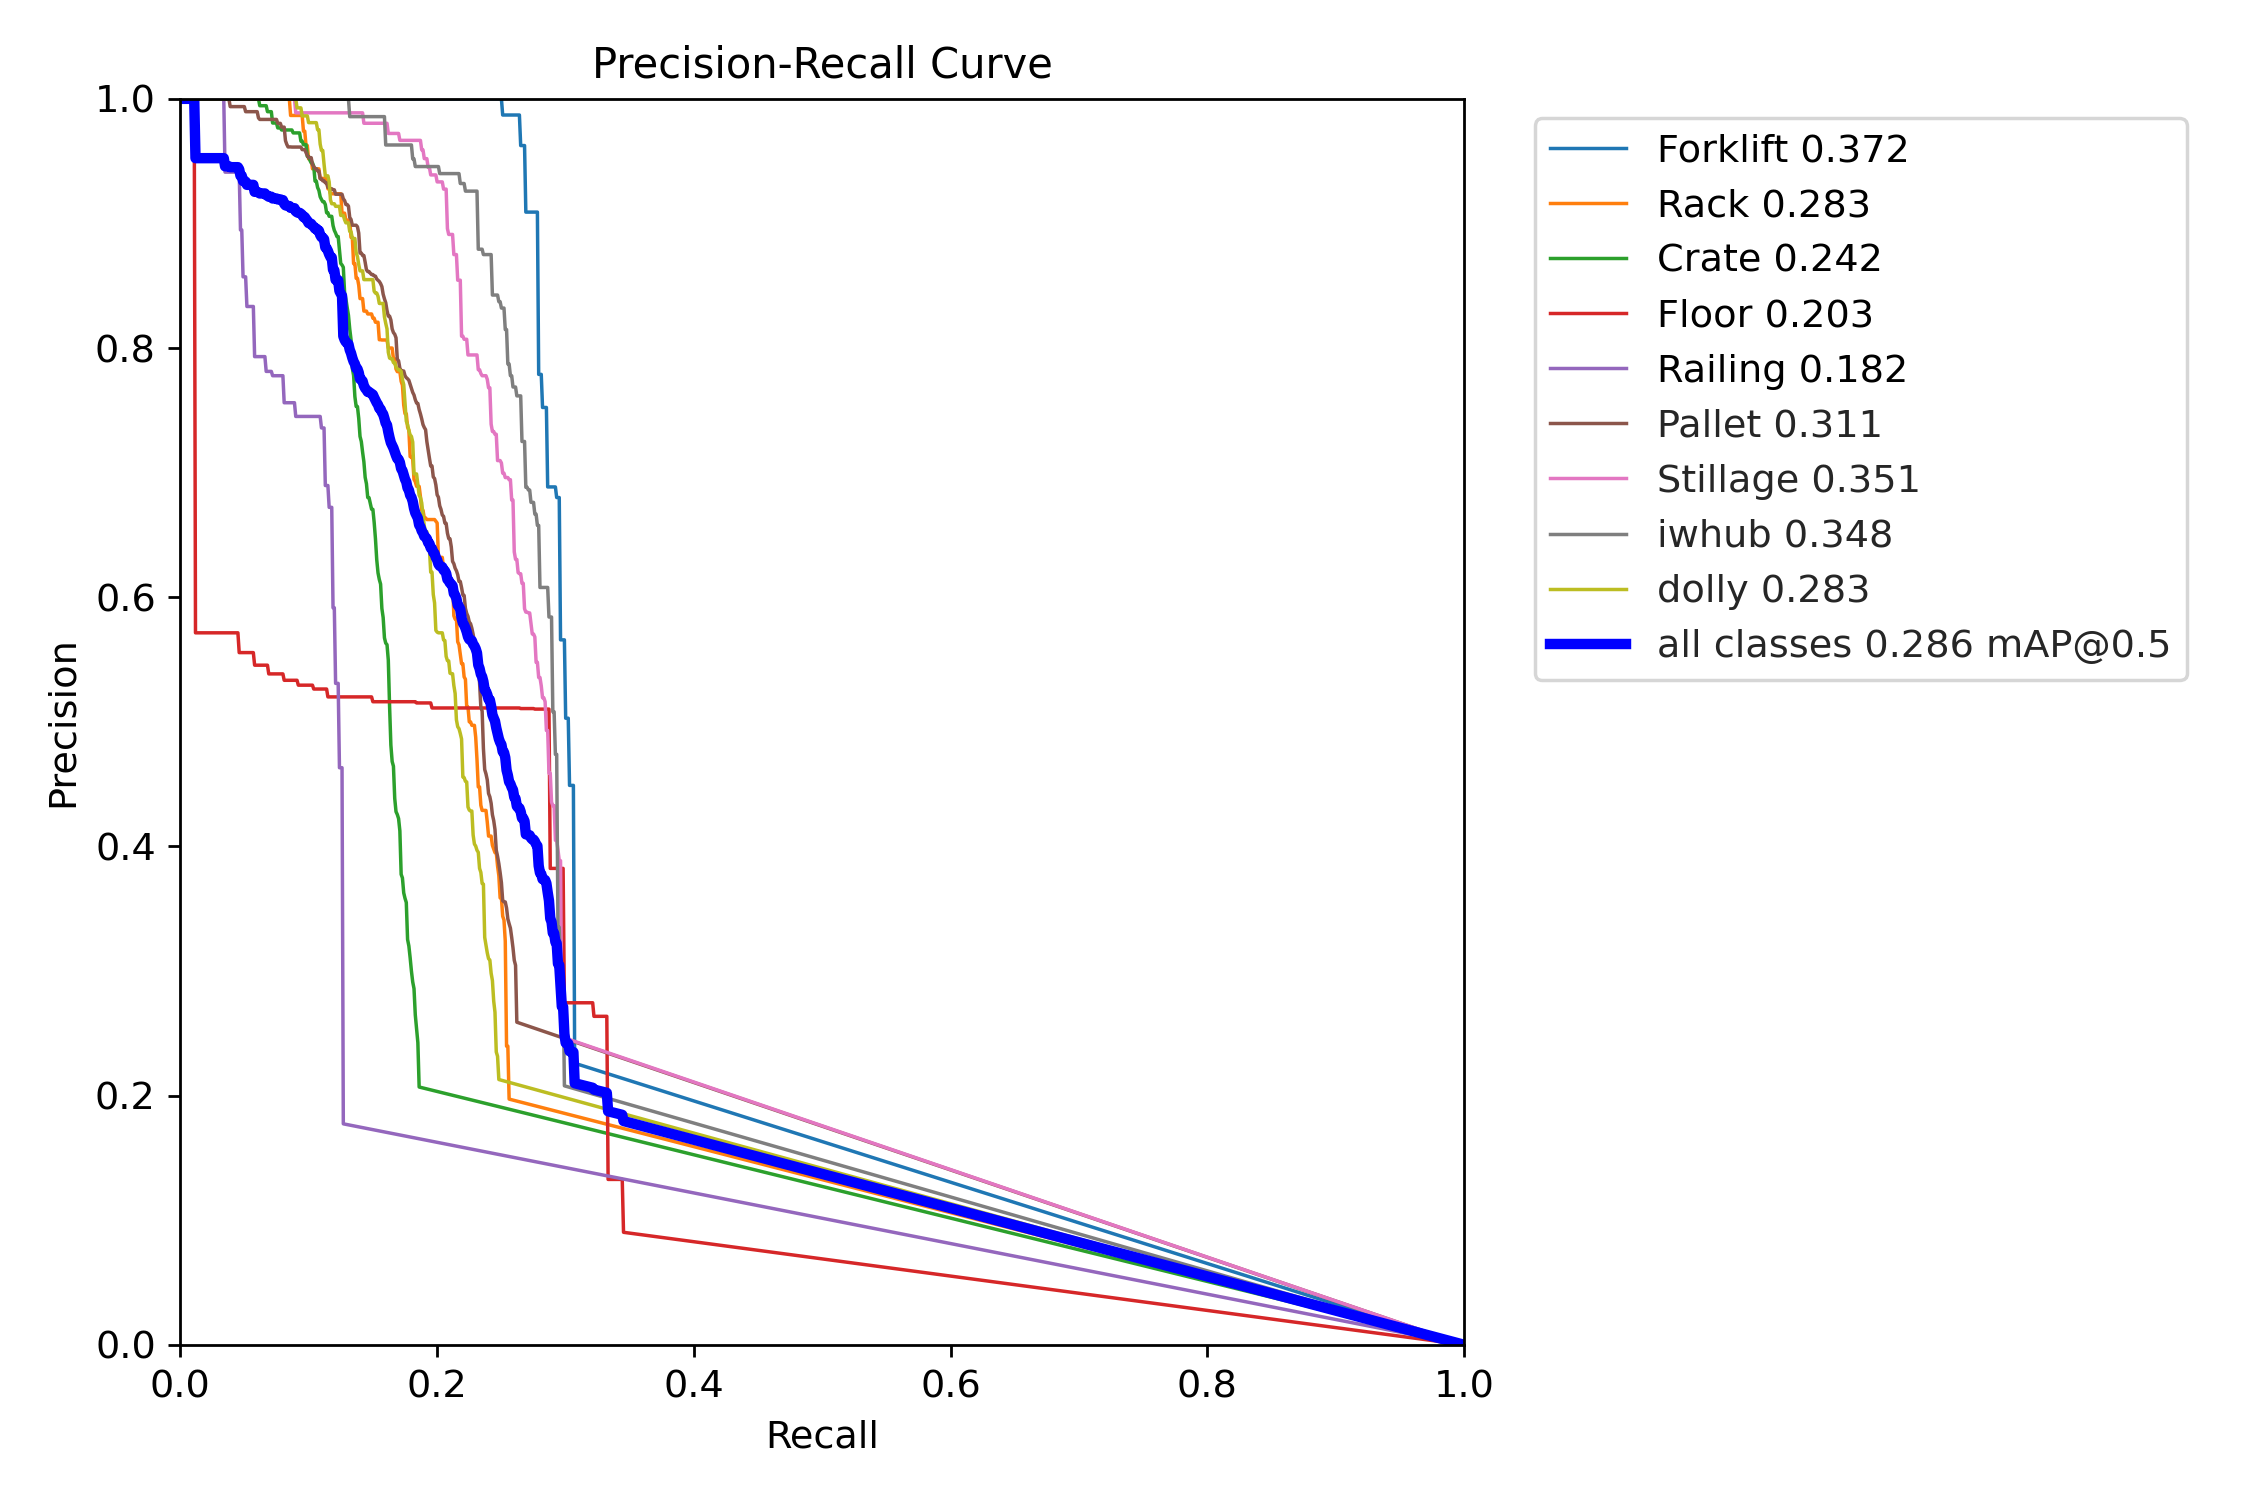 Precision-Recall Curve
1.0
0.8
0.6
0.4
0.2
0.0
Precision
0.0 0.2 0.4 0.6 0.8 1.0
Recall
Forklift 0.372
Rack 0.283
Crate 0.242
Floor 0.203
Railing 0.182
Pallet 0.311
Stillage 0.351
iwhub 0.348
dolly 0.283
all classes 0.286 mAP@0.5